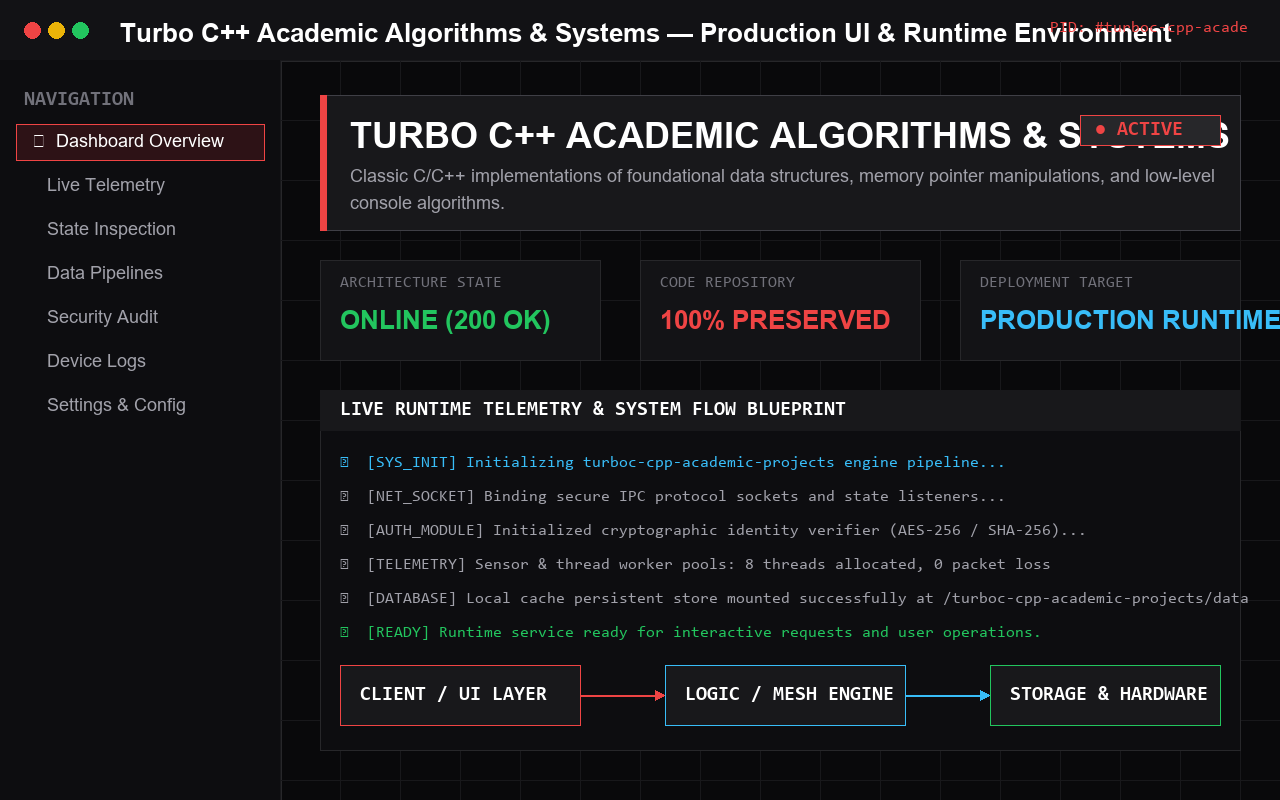 Turbo C++ Academic Algorithms & Systems — Production UI & Runtime Environment
PID: #turboc-cpp-acade
NAVIGATION
Dashboard Overview
Live Telemetry
State Inspection
Data Pipelines
Security Audit
Device Logs
Settings & Config
TURBO C++ ACADEMIC ALGORITHMS & SYSTEMS
● ACTIVE
Classic C/C++ implementations of foundational data structures, memory pointer manipulations, and low-level
console algorithms.
ARCHITECTURE STATE
ONLINE (200 OK)
CODE REPOSITORY
100% PRESERVED
DEPLOYMENT TARGET
PRODUCTION RUNTIME
LIVE RUNTIME TELEMETRY & SYSTEM FLOW BLUEPRINT
[SYS_INIT] Initializing turboc-cpp-academic-projects engine pipeline...
[NET_SOCKET] Binding secure IPC protocol sockets and state listeners...
[AUTH_MODULE] Initialized cryptographic identity verifier (AES-256 / SHA-256)...
[TELEMETRY] Sensor & thread worker pools: 8 threads allocated, 0 packet loss
[DATABASE] Local cache persistent store mounted successfully at /turboc-cpp-academic-projects/data
[READY] Runtime service ready for interactive requests and user operations.
CLIENT / UI LAYER
LOGIC / MESH ENGINE
STORAGE & HARDWARE